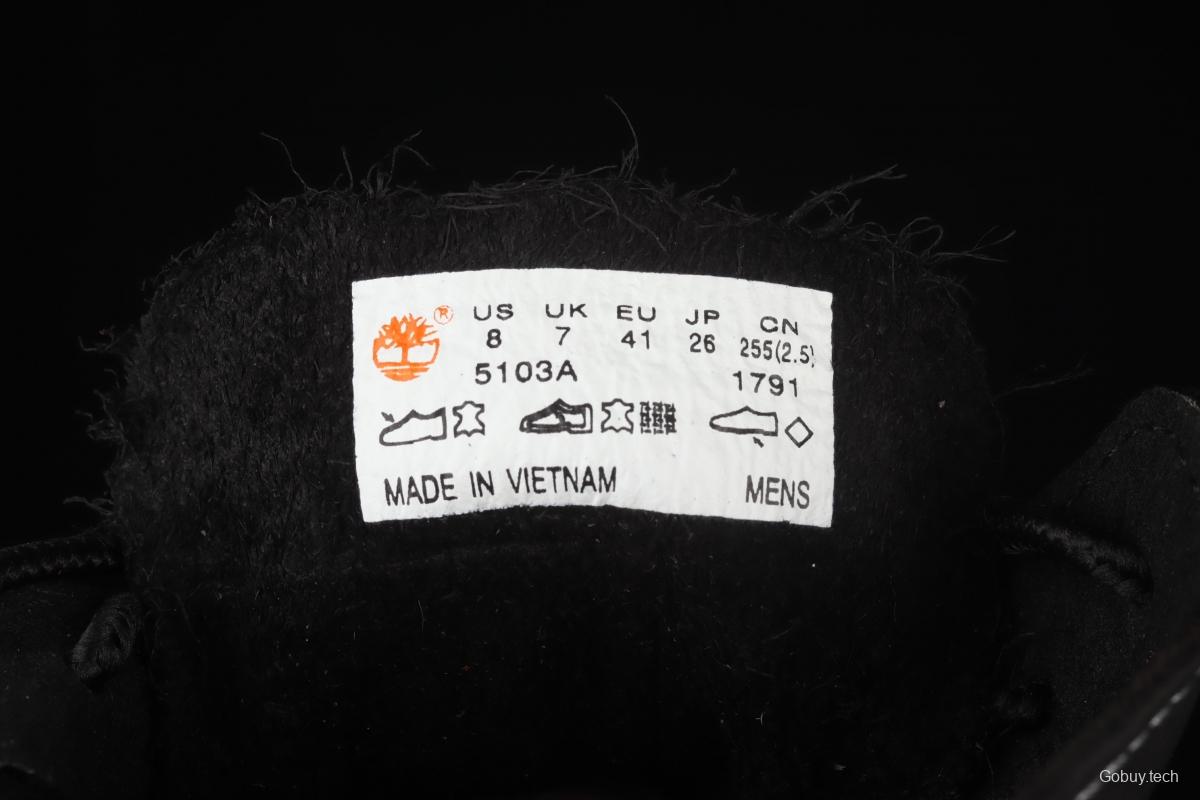 ® US UK EU JP CN
8 7 41 26 255(2.5)
5103A 1791
MADE IN VIETNAM MENS
Gobuy.tech